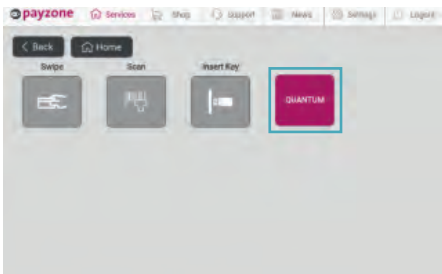 payzone Services Shop Support News Settings Logout
< Back Home
Swipe Scan Insert Key
QUANTUM